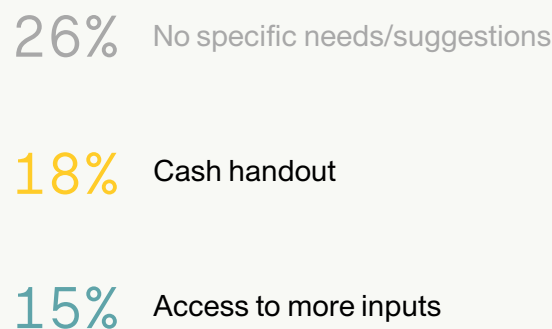 26% No specific needs/suggestions
18% Cash handout
15% Access to more inputs